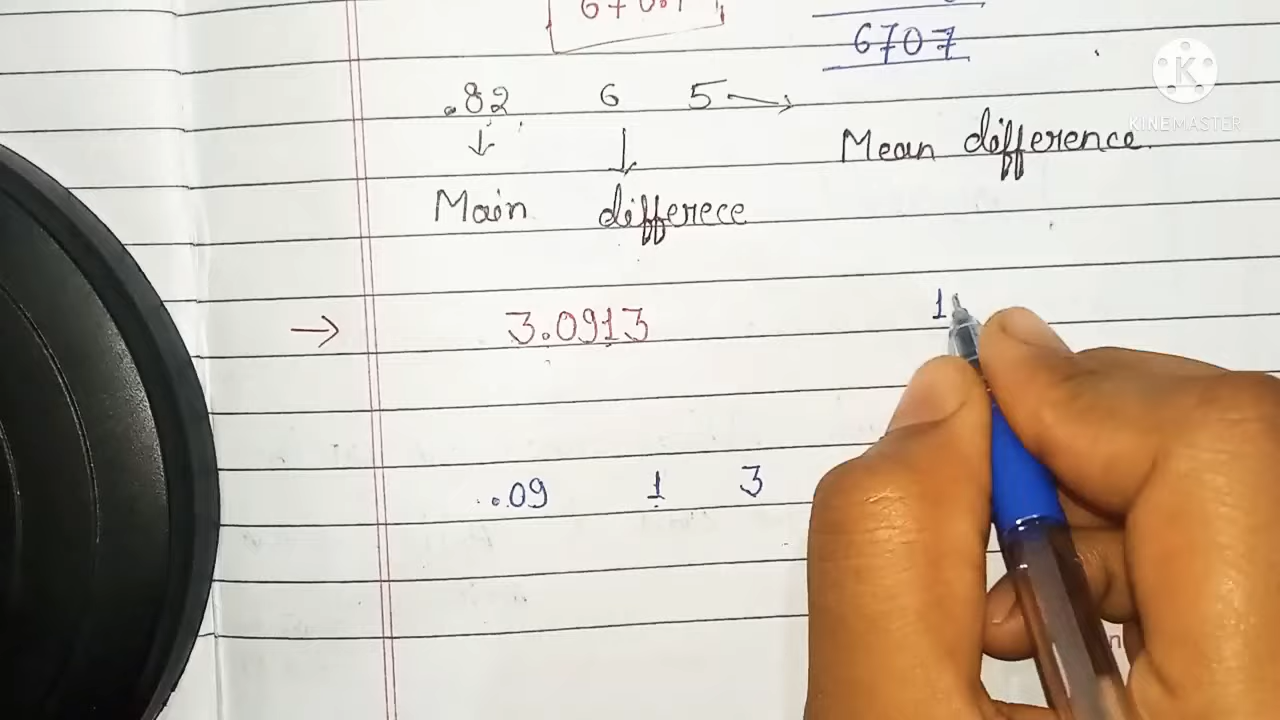 6707
.82 6 5
Mean difference
Main differece
3.0913
1
.09 1 3
K
KINEMASTER